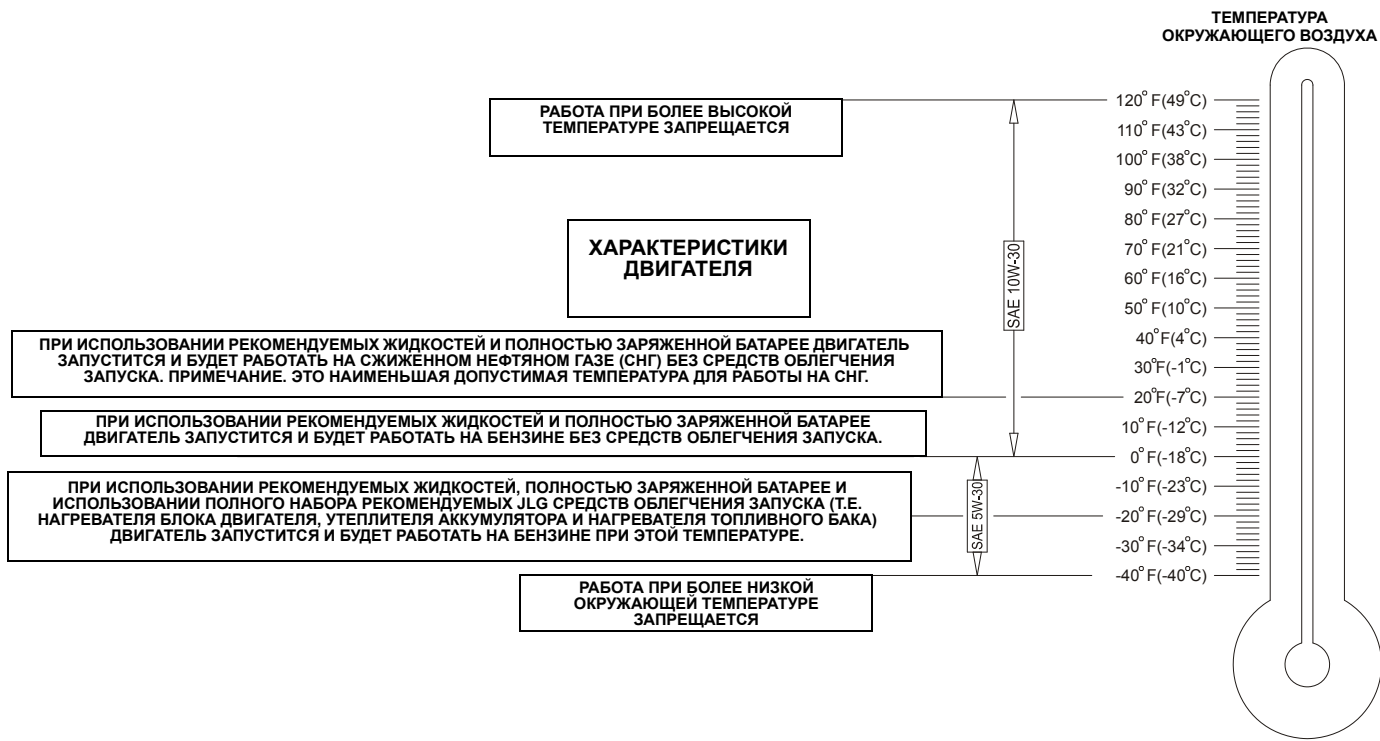 ТЕМПЕРАТУРА
ОКРУЖАЮЩЕГО ВОЗДУХА
РАБОТА ПРИ БОЛЕЕ ВЫСОКОЙ
ТЕМПЕРАТУРЕ ЗАПРЕЩАЕТСЯ
ХАРАКТЕРИСТИКИ
ДВИГАТЕЛЯ
ПРИ ИСПОЛЬЗОВАНИИ РЕКОМЕНДУЕМЫХ ЖИДКОСТЕЙ И ПОЛНОСТЬЮ ЗАРЯЖЕННОЙ БАТАРЕЕ ДВИГАТЕЛЬ
ЗАПУСТИТСЯ И БУДЕТ РАБОТАТЬ НА СЖИЖЕННОМ НЕФТЯНОМ ГАЗЕ (СНГ) БЕЗ СРЕДСТВ ОБЛЕГЧЕНИЯ
ЗАПУСКА. ПРИМЕЧАНИЕ. ЭТО НАИМЕНЬШАЯ ДОПУСТИМАЯ ТЕМПЕРАТУРА ДЛЯ РАБОТЫ НА СНГ.
ПРИ ИСПОЛЬЗОВАНИИ РЕКОМЕНДУЕМЫХ ЖИДКОСТЕЙ И ПОЛНОСТЬЮ ЗАРЯЖЕННОЙ БАТАРЕЕ
ДВИГАТЕЛЬ ЗАПУСТИТСЯ И БУДЕТ РАБОТАТЬ НА БЕНЗИНЕ БЕЗ СРЕДСТВ ОБЛЕГЧЕНИЯ ЗАПУСКА.
ПРИ ИСПОЛЬЗОВАНИИ РЕКОМЕНДУЕМЫХ ЖИДКОСТЕЙ, ПОЛНОСТЬЮ ЗАРЯЖЕННОЙ БАТАРЕЕ И
ИСПОЛЬЗОВАНИИ ПОЛНОГО НАБОРА РЕКОМЕНДУЕМЫХ JLG СРЕДСТВ ОБЛЕГЧЕНИЯ ЗАПУСКА (Т.Е.
НАГРЕВАТЕЛЯ БЛОКА ДВИГАТЕЛЯ, УТЕПЛИТЕЛЯ АККУМУЛЯТОРА И НАГРЕВАТЕЛЯ ТОПЛИВНОГО БАКА)
ДВИГАТЕЛЬ ЗАПУСТИТСЯ И БУДЕТ РАБОТАТЬ НА БЕНЗИНЕ ПРИ ЭТОЙ ТЕМПЕРАТУРЕ.
РАБОТА ПРИ БОЛЕЕ НИЗКОЙ
ОКРУЖАЮЩЕЙ ТЕМПЕРАТУРЕ
ЗАПРЕЩАЕТСЯ
SAE 10W-30
SAE 5W-30
120° F(49°C)
110° F(43°C)
100° F(38°C)
90° F(32°C)
80° F(27°C)
70° F(21°C)
60° F(16°C)
50° F(10°C)
40°F(4°C)
30°F(-1°C)
20°F(-7°C)
10°F(-12°C)
0° F(-18°C)
-10° F(-23°C)
-20° F(-29°C)
-30° F(-34°C)
-40° F(-40°C)